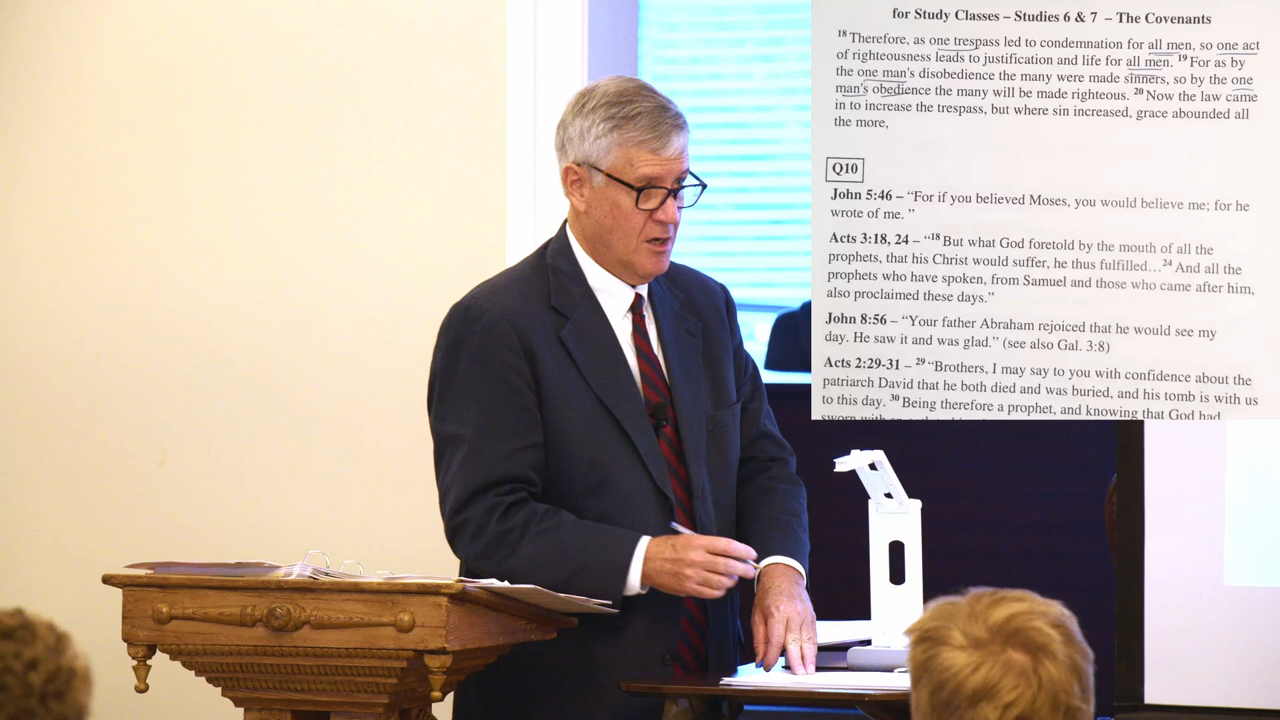 for Study Classes – Studies 6 & 7 – The Covenants
18 Therefore, as one trespass led to condemnation for all men, so one act
of righteousness leads to justification and life for all men. 19 For as by
the one man's disobedience the many were made sinners, so by the one
man's obedience the many will be made righteous. 20 Now the law came
in to increase the trespass, but where sin increased, grace abounded all
the more,
Q10
John 5:46 – “For if you believed Moses, you would believe me; for he
wrote of me. ”
Acts 3:18, 24 – “18 But what God foretold by the mouth of all the
prophets, that his Christ would suffer, he thus fulfilled…24 And all the
prophets who have spoken, from Samuel and those who came after him,
also proclaimed these days.”
John 8:56 – “Your father Abraham rejoiced that he would see my
day. He saw it and was glad.” (see also Gal. 3:8)
Acts 2:29-31 – 29 “Brothers, I may say to you with confidence about the
patriarch David that he both died and was buried, and his tomb is with us
to this day. 30 Being therefore a prophet, and knowing that God had
sworn with